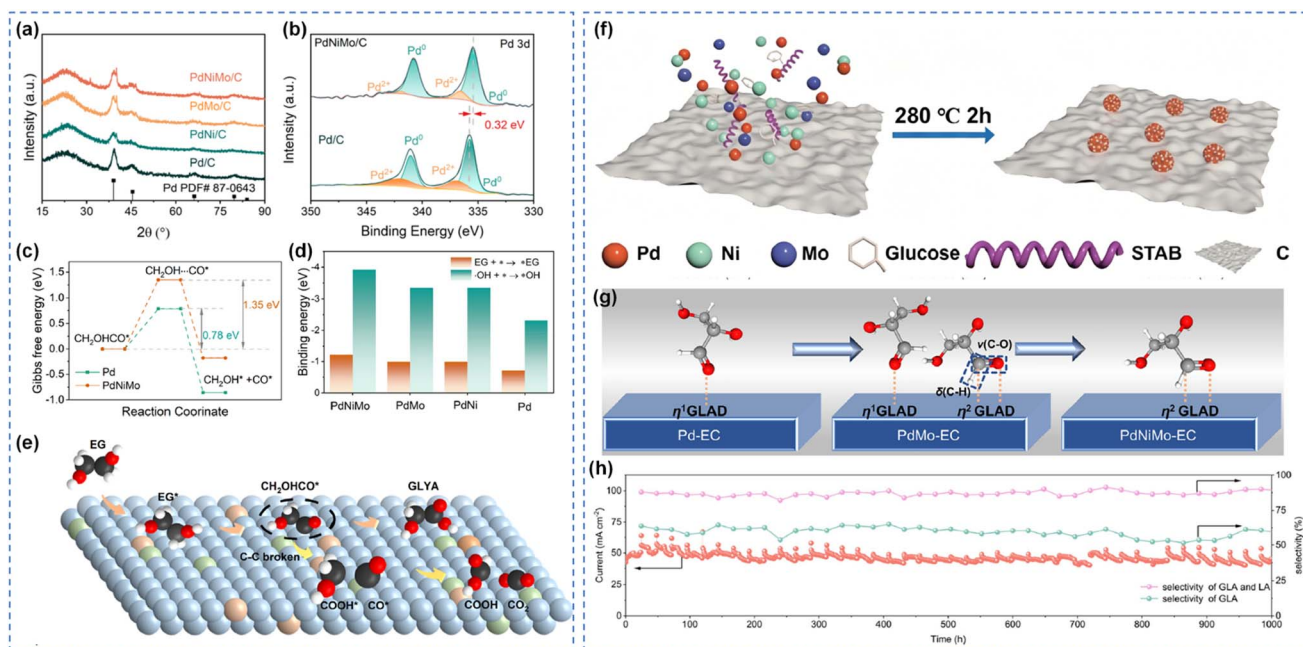 (a)
Intensity (a.u.)
PdNiMo/C
PdMo/C
PdNi/C
Pd/C
Pd PDF# 87-0643
15 30 45 60 75 90
2θ (°)
(b)
Intensity (a.u.)
PdNiMo/C
Pd 3d
Pd⁰
Pd²⁺
Pd²⁺
Pd⁰
0.32 eV
Pd/C
Pd⁰
Pd²⁺
Pd²⁺
Pd⁰
350 345 340 335 330
Binding Energy (eV)
(c)
Gibbs free energy (eV)
1.5
1.0
0.5
0.0
-0.5
-1.0
CH₂OH···CO*
CH₂OHCO*
1.35 eV
0.78 eV
CH₂OH* +CO*
Pd
PdNiMo
Reaction Coorinate
(d)
Binding energy (eV)
-4
-3
-2
-1
0
EG + * → *EG
·OH + * → *OH
PdNiMo PdMo PdNi Pd
(e)
EG
EG*
CH₂OHCO*
GLYA
C-C broken
COOH* CO*
COOH CO₂
(f)
280 ℃ 2h
Pd Ni Mo Glucose STAB C
(g)
ν(C-O)
δ(C-H)
η¹GLAD
η¹GLAD η² GLAD
η² GLAD
Pd-EC
PdMo-EC
PdNiMo-EC
(h)
Current (mA cm⁻²)
100
75
50
25
0
100
80
60
40
20
0
selectivity (%)
selectivity of GLA and LA
selectivity of GLA
0 100 200 300 400 500 600 700 800 900 1000
Time (h)